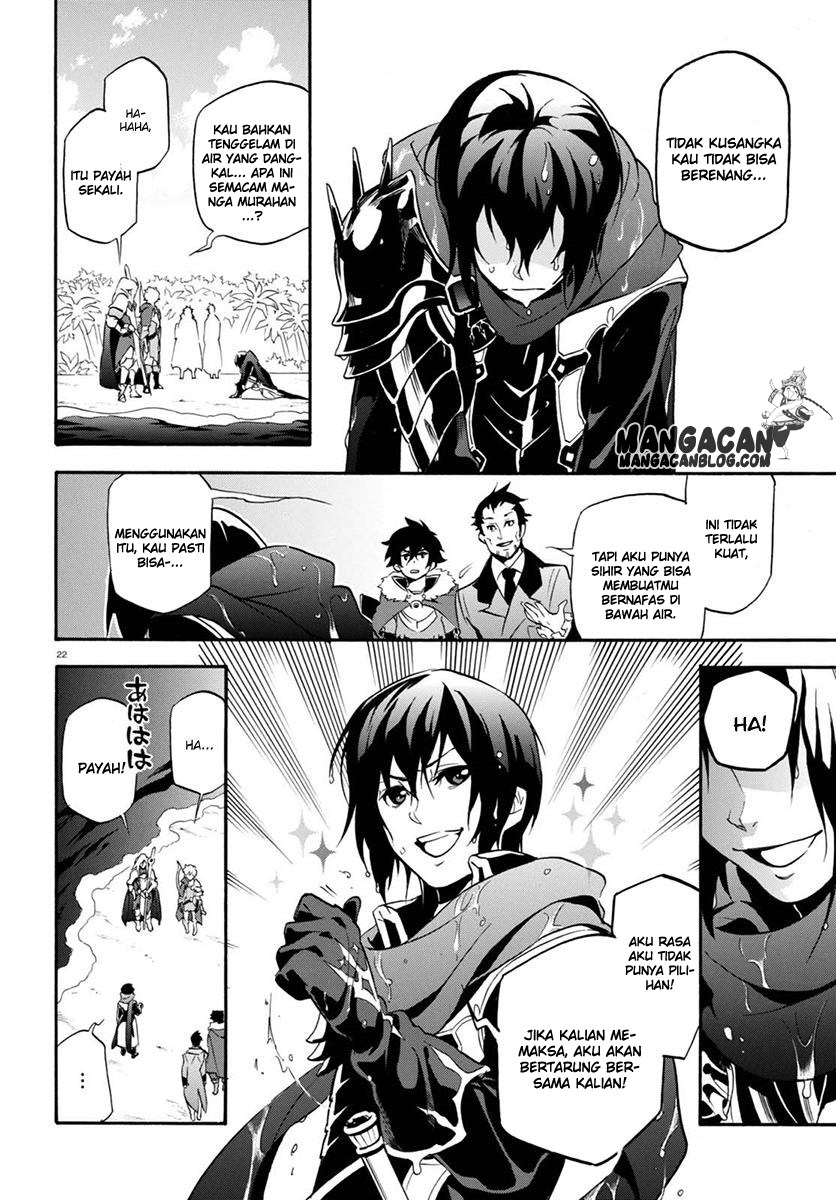 TIDAK KUSANGKA
KAU TIDAK BISA
BERENANG...
KAU BAHKAN
TENGGELAM DI
AIR YANG DANG-
KAL... APA INI
SEMACAM MA-
NGA MURAHAN
...?
HA-
HAHA,
ITU PAYAH
SEKALI.
MANGACAN
MANGACANBLOG.COM
INI TIDAK
TERLALU
KUAT,
TAPI AKU PUNYA
SIHIR YANG BISA
MEMBUATMU
BERNAFAS DI
BAWAH AIR.
MENGGUNAKAN
ITU, KAU PASTI
BISA-...
22
HA!
AKU RASA
AKU TIDAK
PUNYA PILI-
HAN!
JIKA KALIAN ME-
MAKSA, AKU AKAN
BERTARUNG BER-
SAMA KALIAN!
HA...
あははは
PAYAH!
...